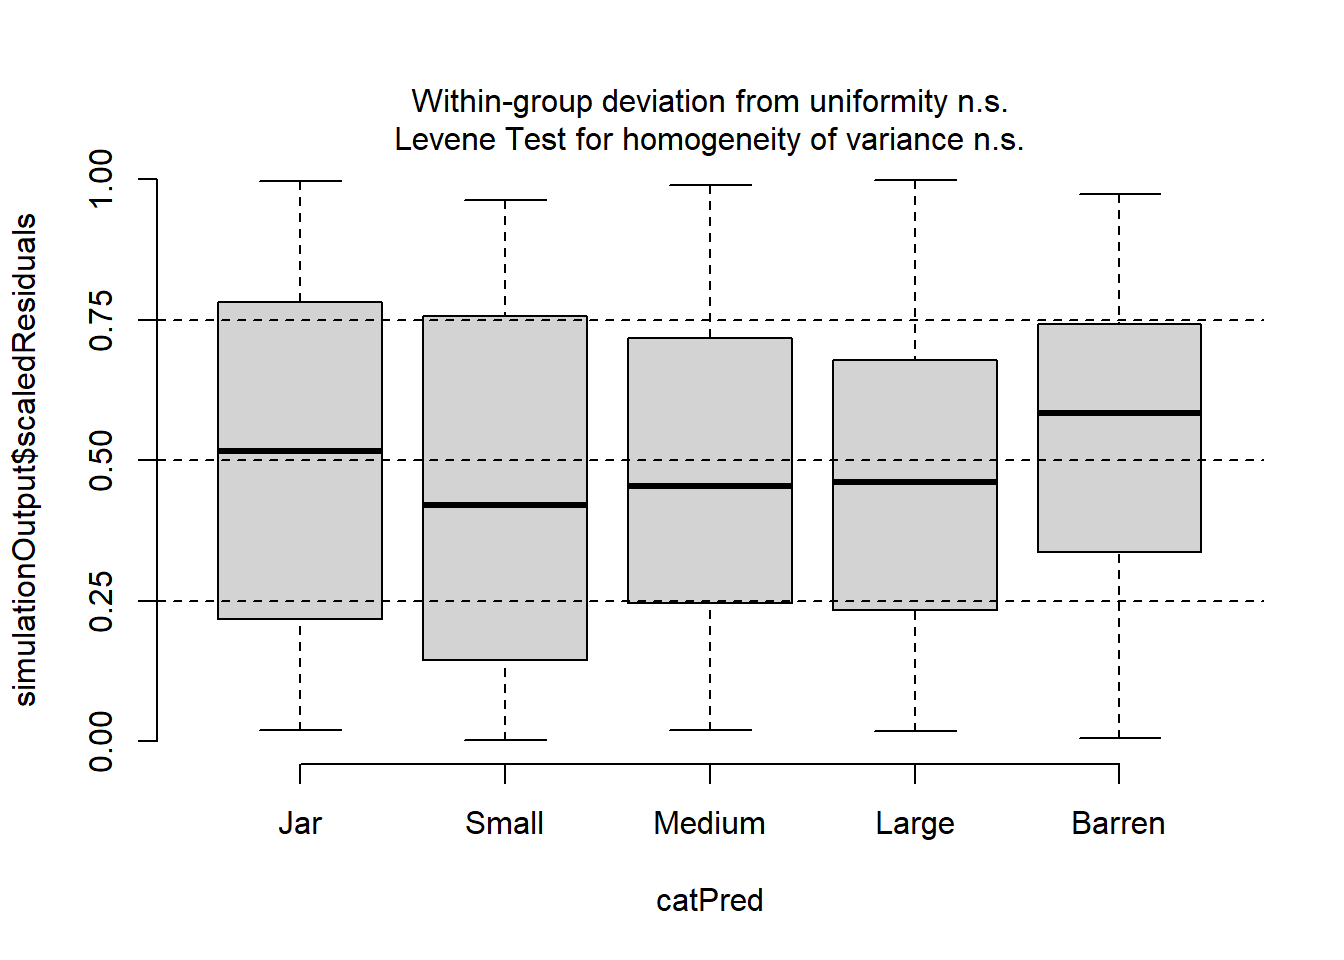 Within-group deviation from uniformity n.s.
Levene Test for homogeneity of variance n.s.
simulationOutput$scaledResiduals
1.00
0.75
0.50
0.25
0.00
Jar
Small
Medium
Large
Barren
catPred